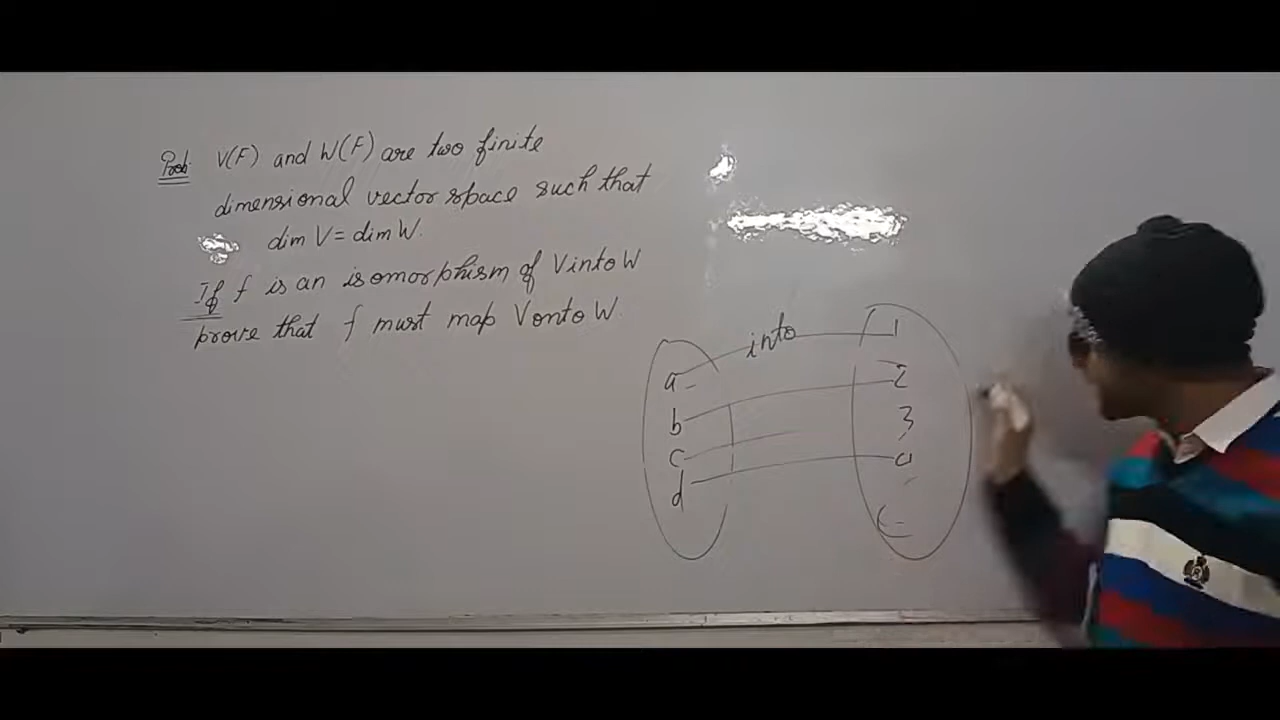 Prob: V(F) and W(F) are two finite
dimensional vector space such that
dim V = dim W.
If f is an isomorphism of V into W
prove that f must map V onto W.
into
a
b
c
d
1
2
3
4